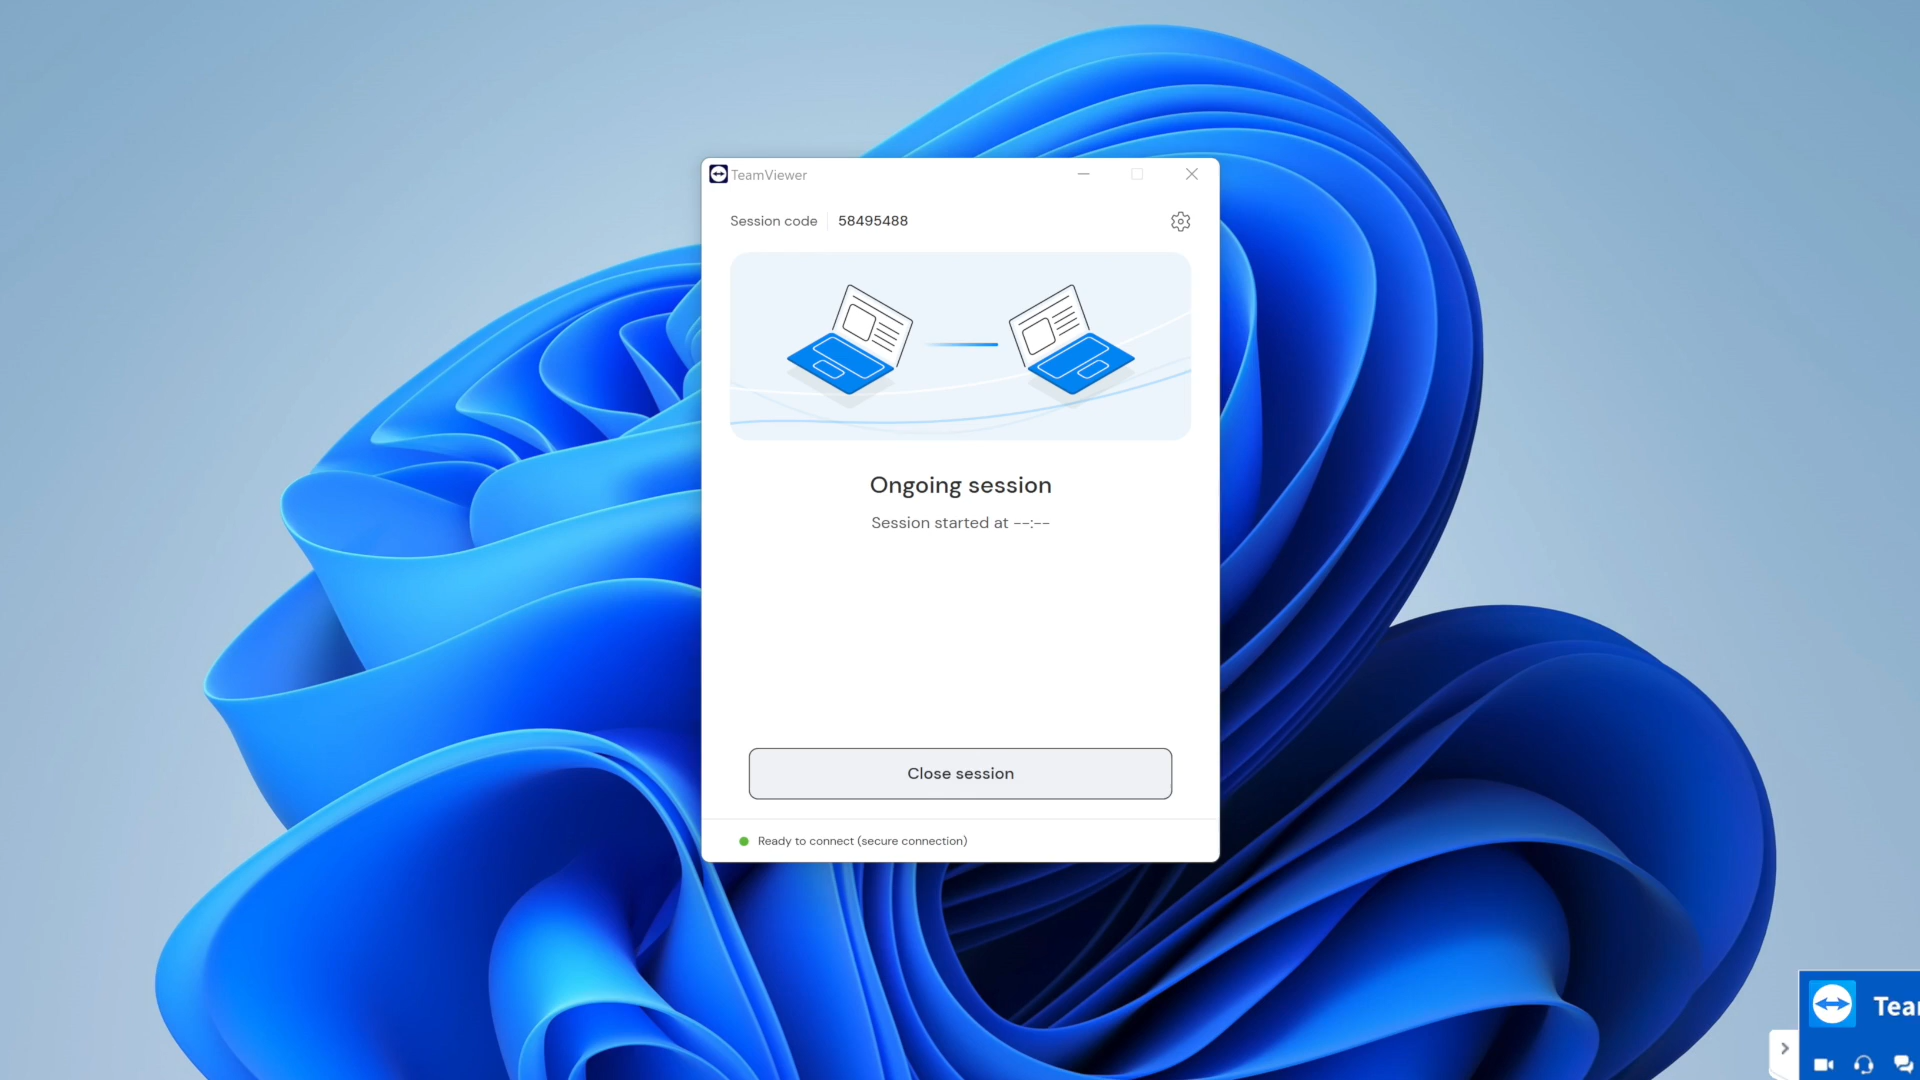 TeamViewer
Session code 58495488
Ongoing session
Session started at --:--
Close session
Ready to connect (secure connection)
Tea